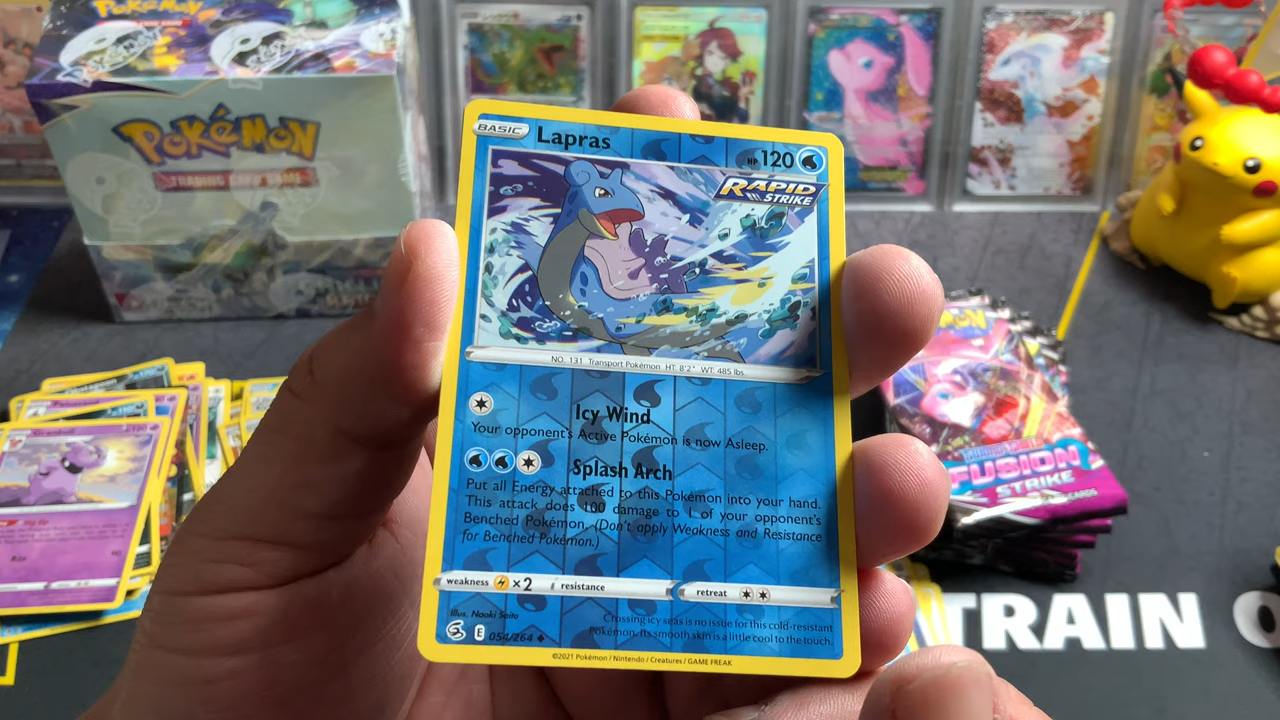 POKÉMON
TRADING CARD GAME
BASIC
Lapras
HP 120
RAPID
STRIKE
NO. 131 Transport Pokémon HT: 8'2" WT: 485 lbs
Icy Wind
Your opponent's Active Pokémon is now Asleep.
Splash Arch
Put all Energy attached to this Pokémon into your hand.
This attack does 100 damage to 1 of your opponent's
Benched Pokémon. (Don't apply Weakness and Resistance
for Benched Pokémon.)
weakness ×2 resistance retreat
Illus. Naoki Saito
E 054/264
Crossing icy seas is no issue for this cold-resistant
Pokémon. Its smooth skin is a little cool to the touch.
©2021 Pokémon / Nintendo / Creatures / GAME FREAK
Granbull
FUSION
STRIKE
CARDS
TRAIN